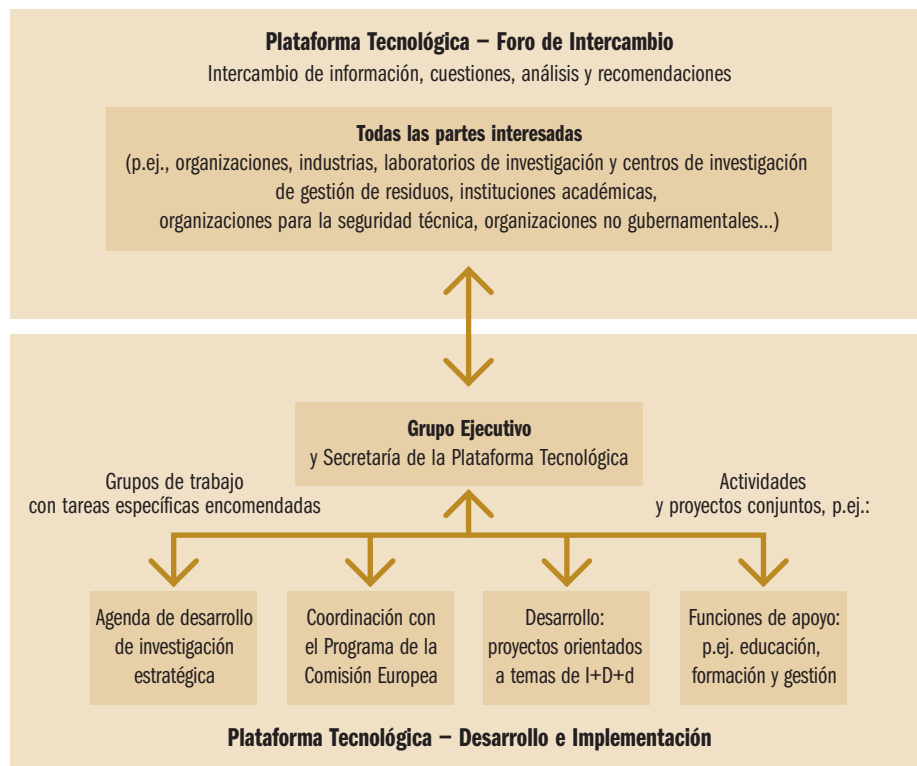 Plataforma Tecnológica – Foro de Intercambio
Intercambio de información, cuestiones, análisis y recomendaciones
Todas las partes interesadas
(p.ej., organizaciones, industrias, laboratorios de investigación y centros de investigación
de gestión de residuos, instituciones académicas,
organizaciones para la seguridad técnica, organizaciones no gubernamentales...)
Grupo Ejecutivo
y Secretaría de la Plataforma Tecnológica
Grupos de trabajo
con tareas específicas encomendadas
Actividades
y proyectos conjuntos, p.ej.:
Agenda de desarrollo
de investigación
estratégica
Coordinación con
el Programa de la
Comisión Europea
Desarrollo:
proyectos orientados
a temas de I+D+d
Funciones de apoyo:
p.ej. educación,
formación y gestión
Plataforma Tecnológica – Desarrollo e Implementación